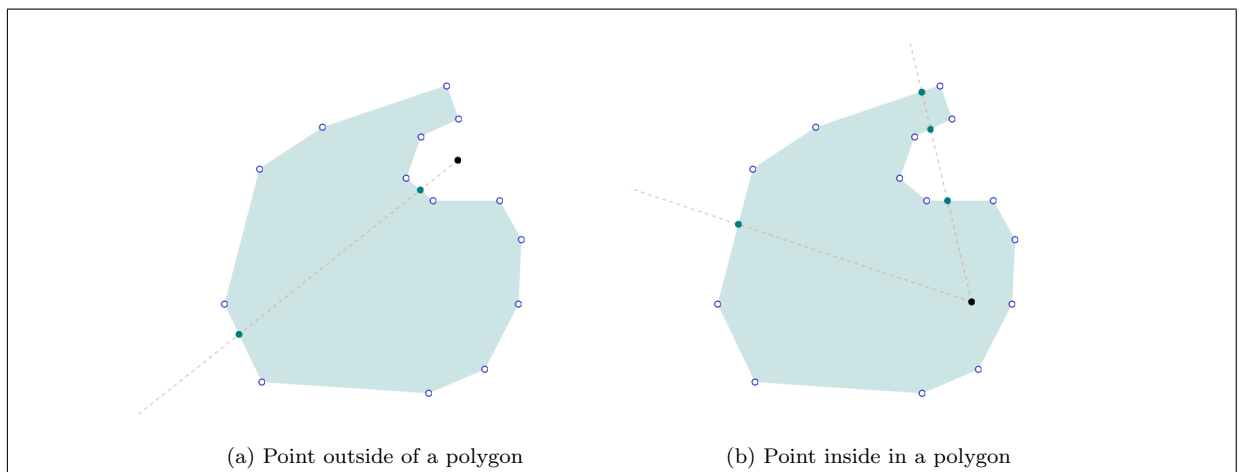 (a) Point outside of a polygon
(b) Point inside in a polygon